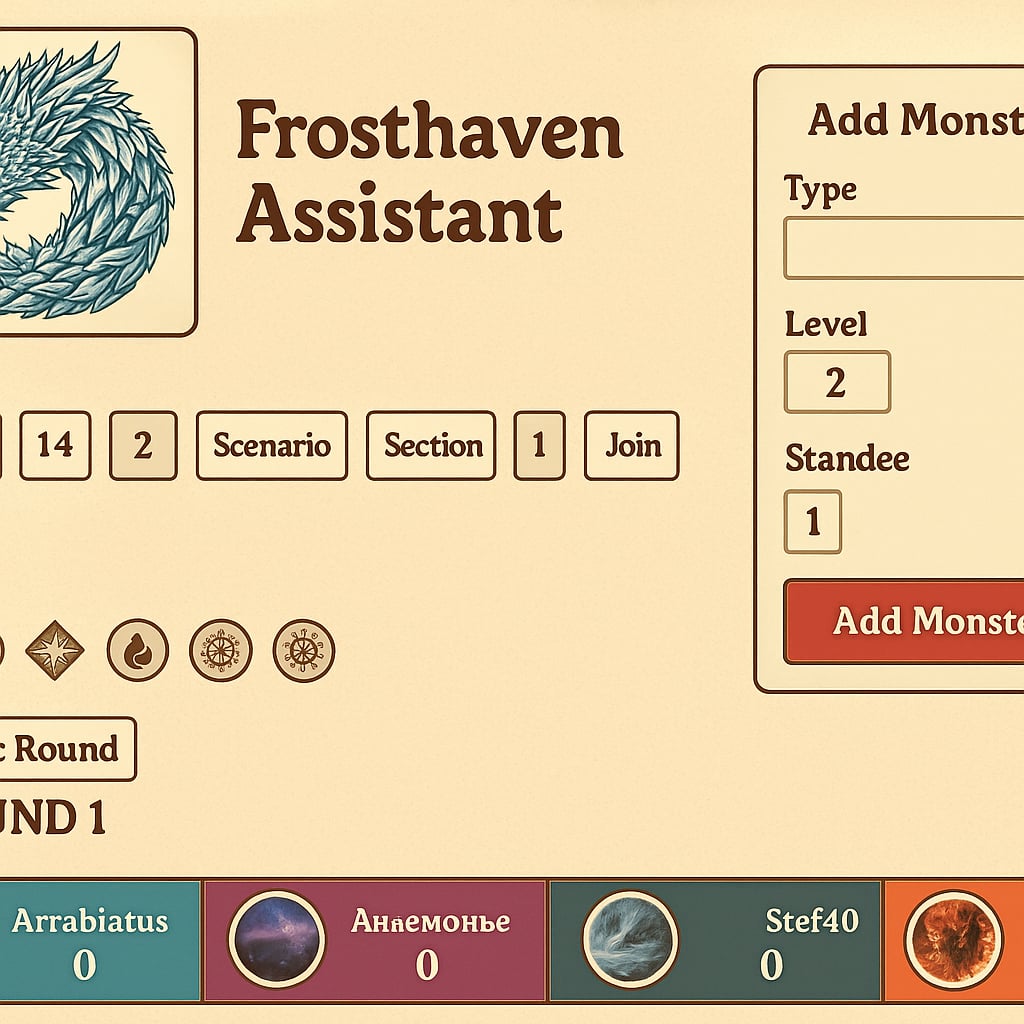 Frosthaven
Assistant
Add Monst
Type
Level
2
Standee
1
Add Monste
14 2 Scenario Section 1 Join
c Round
UND 1
Arrabiatus
0
0
Stef40
0